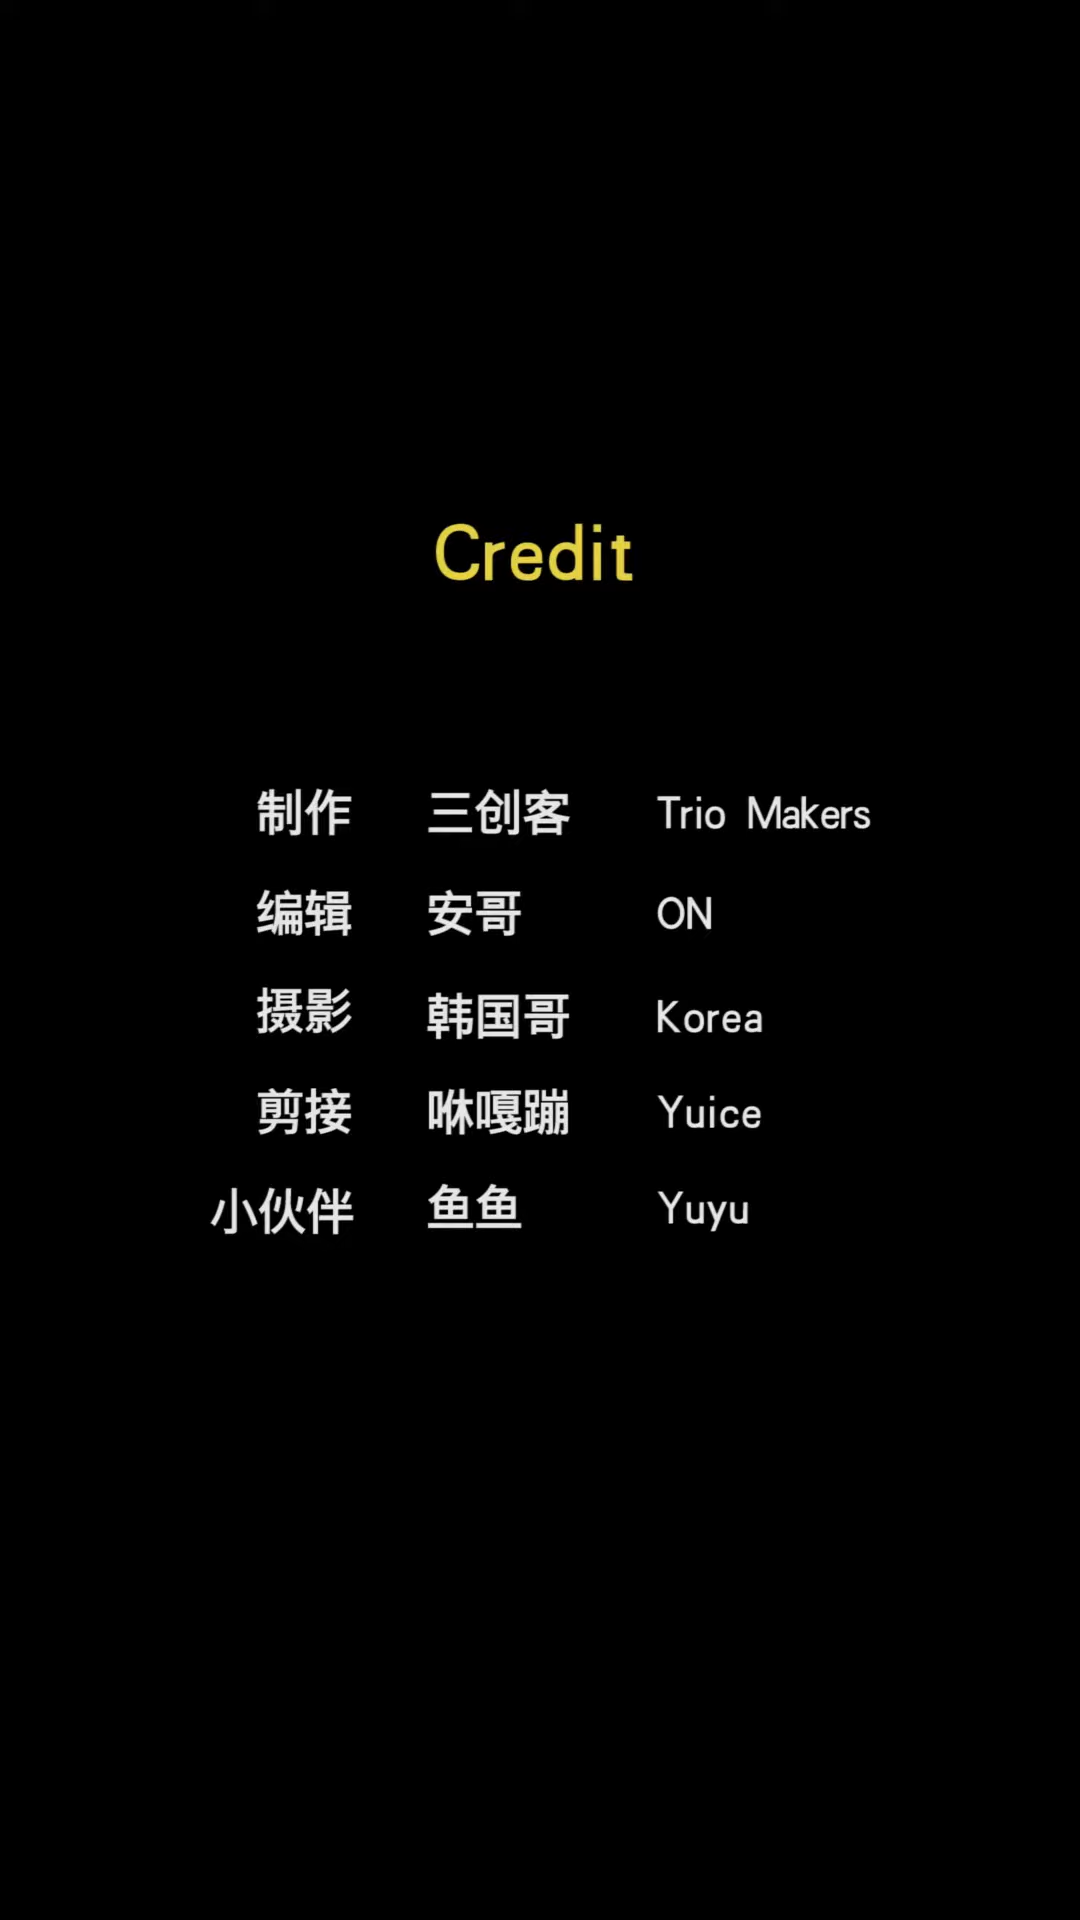 Credit
制作 三创客 Trio Makers
编辑 安哥 ON
摄影 韩国哥 Korea
剪接 咻嘎蹦 Yuice
小伙伴 鱼鱼 Yuyu